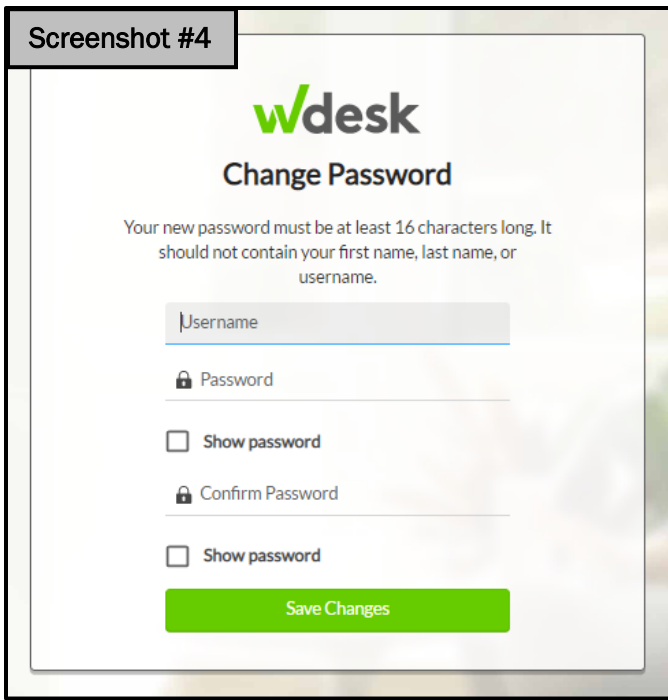 Screenshot #4
wdesk
Change Password
Your new password must be at least 16 characters long. It
should not contain your first name, last name, or
username.
Username
Password
Show password
Confirm Password
Show password
Save Changes